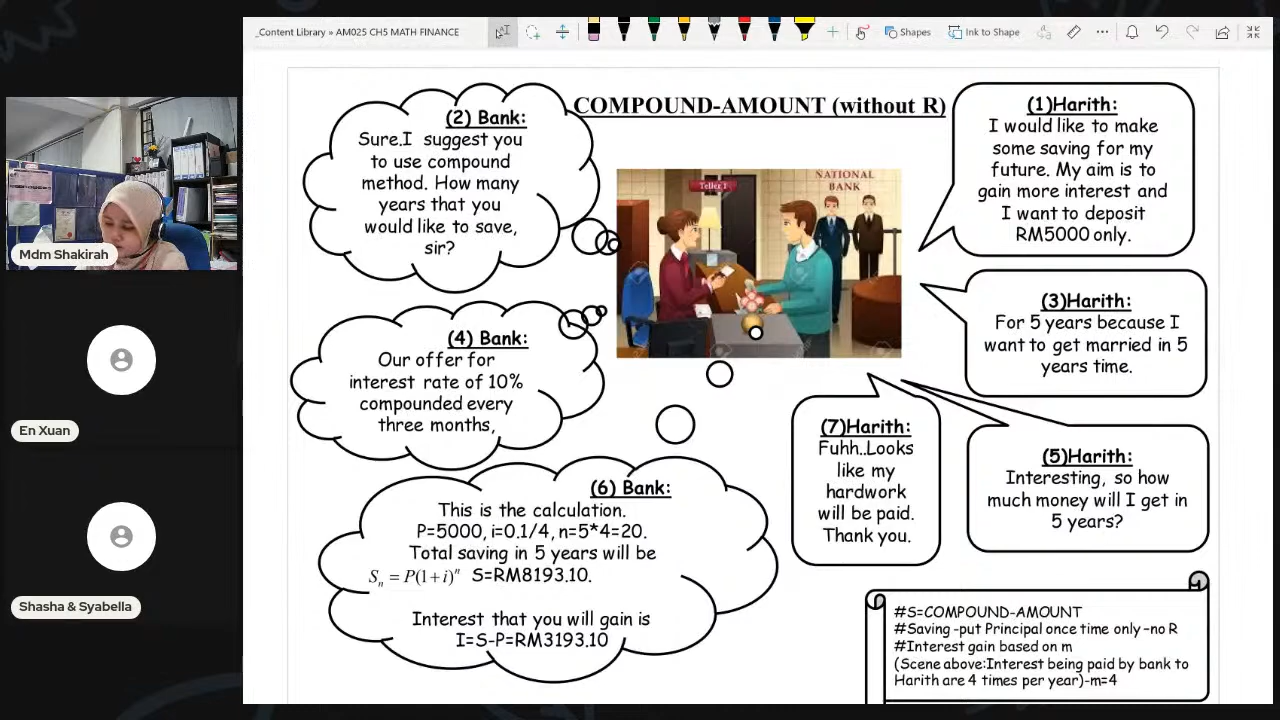 _Content Library » AM025 CH5 MATH FINANCE
Shapes
Ink to Shape
COMPOUND-AMOUNT (without R)
(1)Harith:
I would like to make
some saving for my
future. My aim is to
gain more interest and
I want to deposit
RM5000 only.
(2) Bank:
Sure.I suggest you
to use compound
method. How many
years that you
would like to save,
sir?
Teller 1
NATIONAL
BANK
(3)Harith:
For 5 years because I
want to get married in 5
years time.
(4) Bank:
Our offer for
interest rate of 10%
compounded every
three months,
(5)Harith:
Interesting, so how
much money will I get in
5 years?
(6) Bank:
This is the calculation.
P=5000, i=0.1/4, n=5*4=20.
Total saving in 5 years will be
Sₙ = P(1+i)ⁿ S=RM8193.10.
Interest that you will gain is
I=S-P=RM3193.10
(7)Harith:
Fuhh..Looks
like my
hardwork
will be paid.
Thank you.
#S=COMPOUND-AMOUNT
#Saving -put Principal once time only –no R
#Interest gain based on m
(Scene above:Interest being paid by bank to
Harith are 4 times per year)-m=4
Mdm Shakirah
En Xuan
Shasha & Syabella